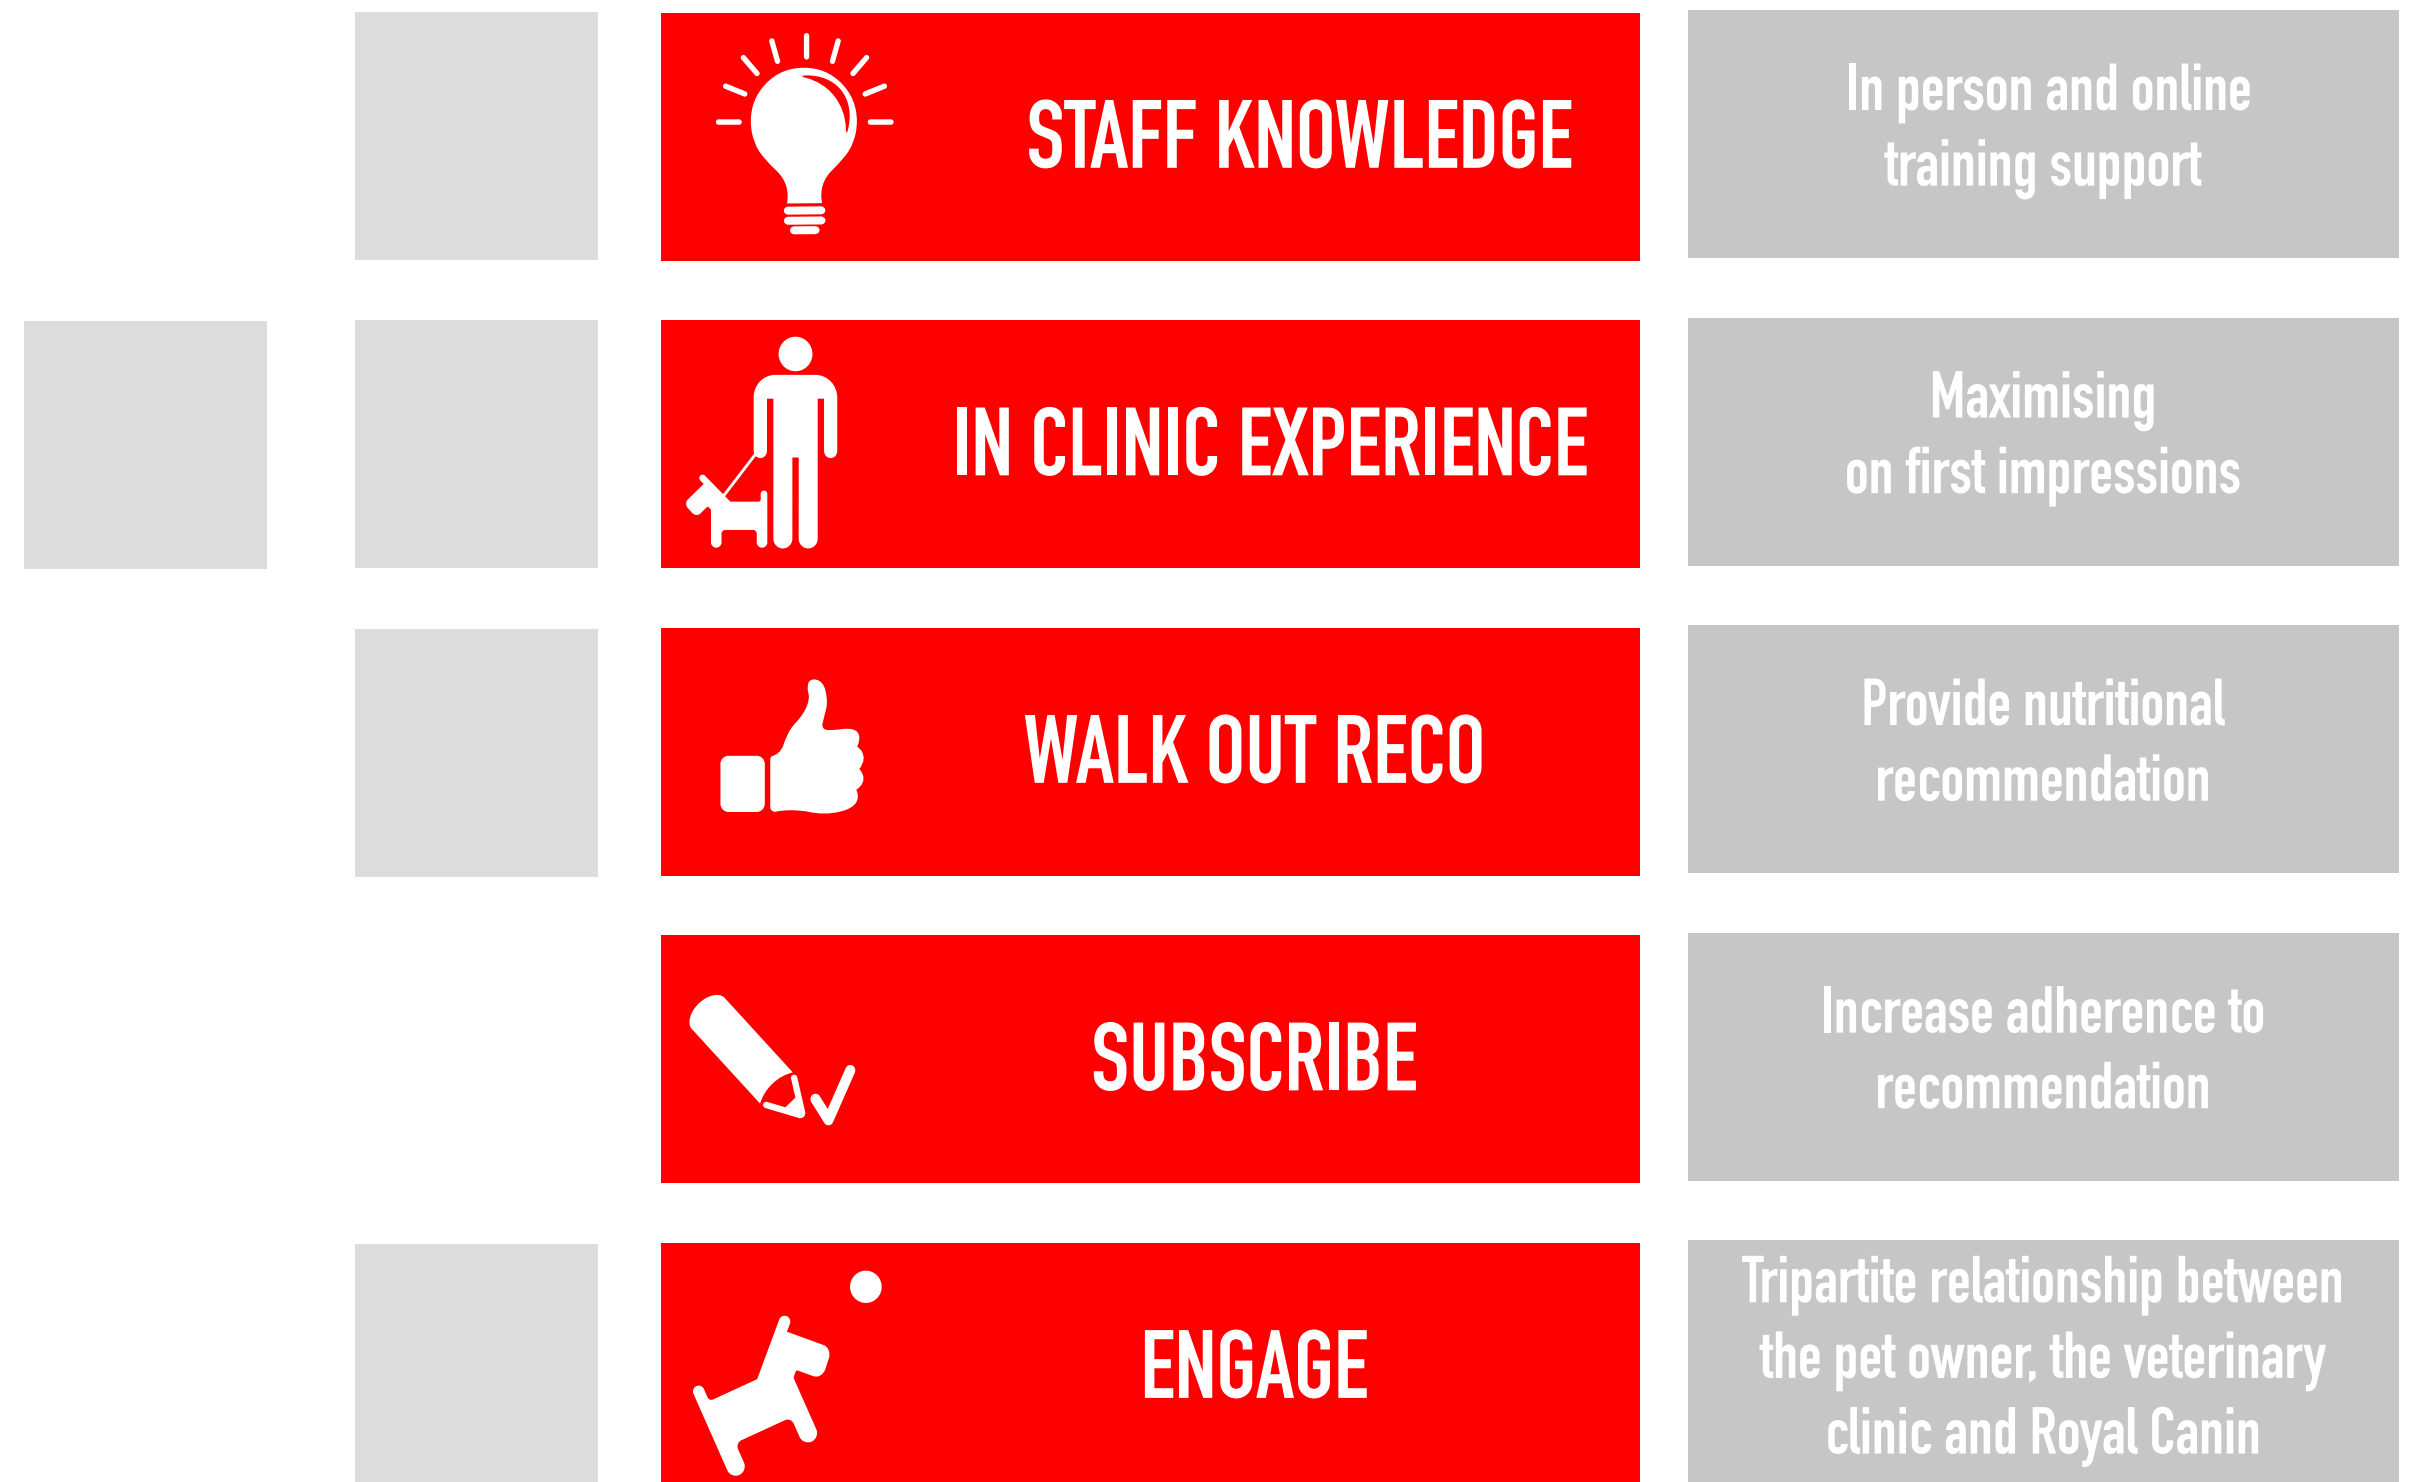 STAFF KNOWLEDGE
In person and online
training support
IN CLINIC EXPERIENCE
Maximising
on first impressions
WALK OUT RECO
Provide nutritional
recommendation
SUBSCRIBE
Increase adherence to
recommendation
ENGAGE
Tripartite relationship between
the pet owner, the veterinary
clinic and Royal Canin